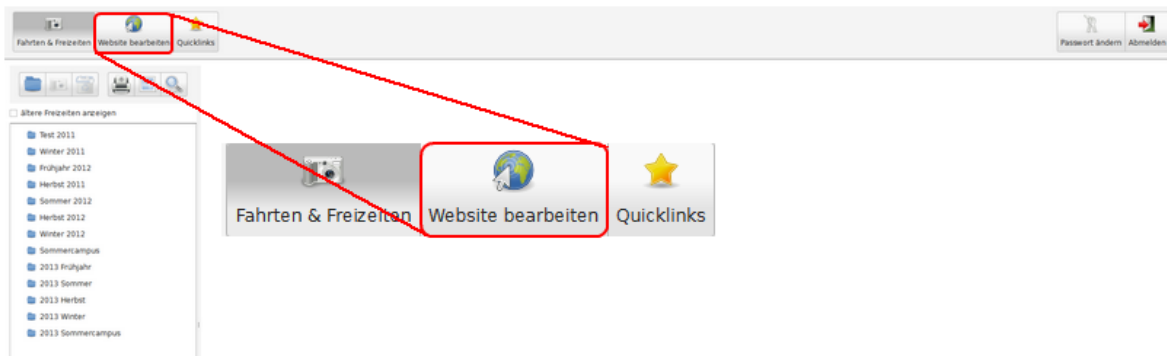 Fahrten & Freizeiten Website bearbeiten Quicklinks
Passwort ändern Abmelden
ältere Freizeiten anzeigen
Test 2011
Winter 2011
Frühjahr 2012
Herbst 2011
Sommer 2012
Herbst 2012
Winter 2012
Sommercampus
2013 Frühjahr
2013 Sommer
2013 Herbst
2013 Winter
2013 Sommercampus
Fahrten & Freizeiten Website bearbeiten Quicklinks